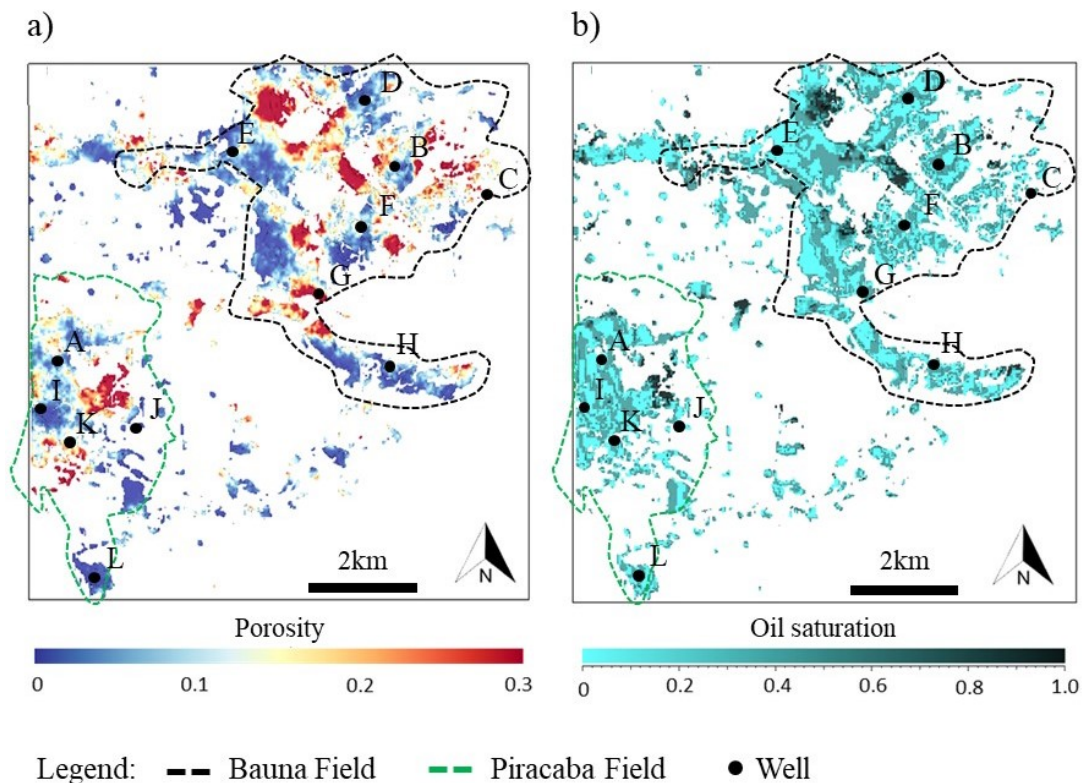 a)
b)
D
E
B
C
F
G
H
A
I
K
J
L
N
2km
D
E
B
C
F
G
H
A
I
K
J
L
N
2km
Porosity
0 0.1 0.2 0.3
Oil saturation
0 0.2 0.4 0.6 0.8 1.0
Legend: Bauna Field Piracaba Field Well